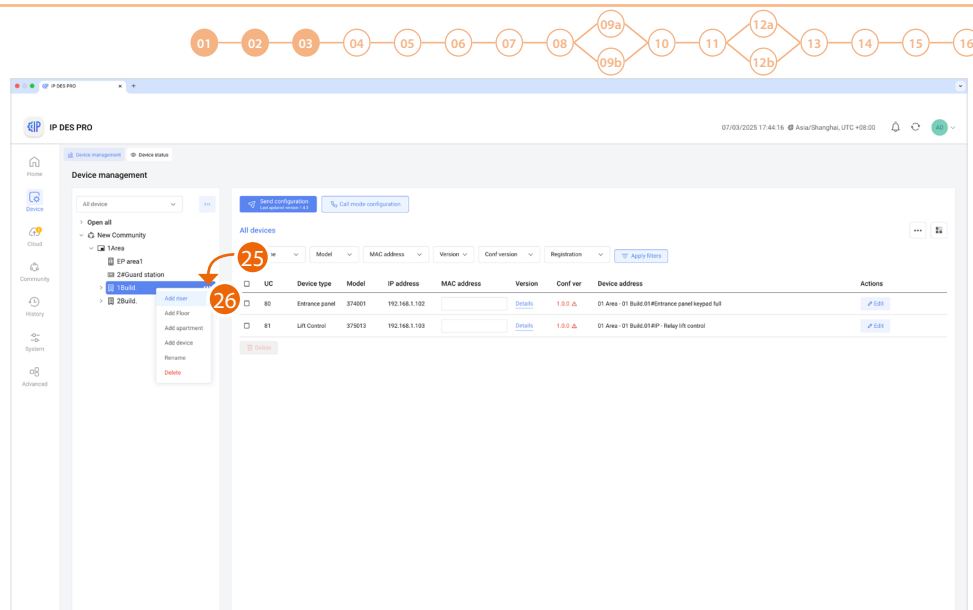 09a 12a
01 02 03 04 05 06 07 08 10 11 13 14 15 16
09b 12b
IP DES PRO × +
IP DES PRO 07/03/2025 17:44:16 Asia/Shanghai, UTC +08:00 AD
Device management Device status
Home
Device management
Device
Cloud
Community
History
System
Advanced
All device
Open all
New Community
1Area
EP area1
2#Guard station
1Build.
2Build.
Add riser
Add Floor
Add apartment
Add device
Rename
Delete
25
26
Send configuration
Last updated version 1.4.3
Call mode configuration
All devices
Model MAC address Version Conf version Registration Apply filters
UC Device type Model IP address MAC address Version Conf ver Device address Actions
80 Entrance panel 374001 192.168.1.102 Details 1.0.0 01 Area - 01 Build.01#Entrance panel keypad full Edit
81 Lift Control 375013 192.168.1.103 Details 1.0.0 01 Area - 01 Build.01#IP - Relay lift control Edit
Delete